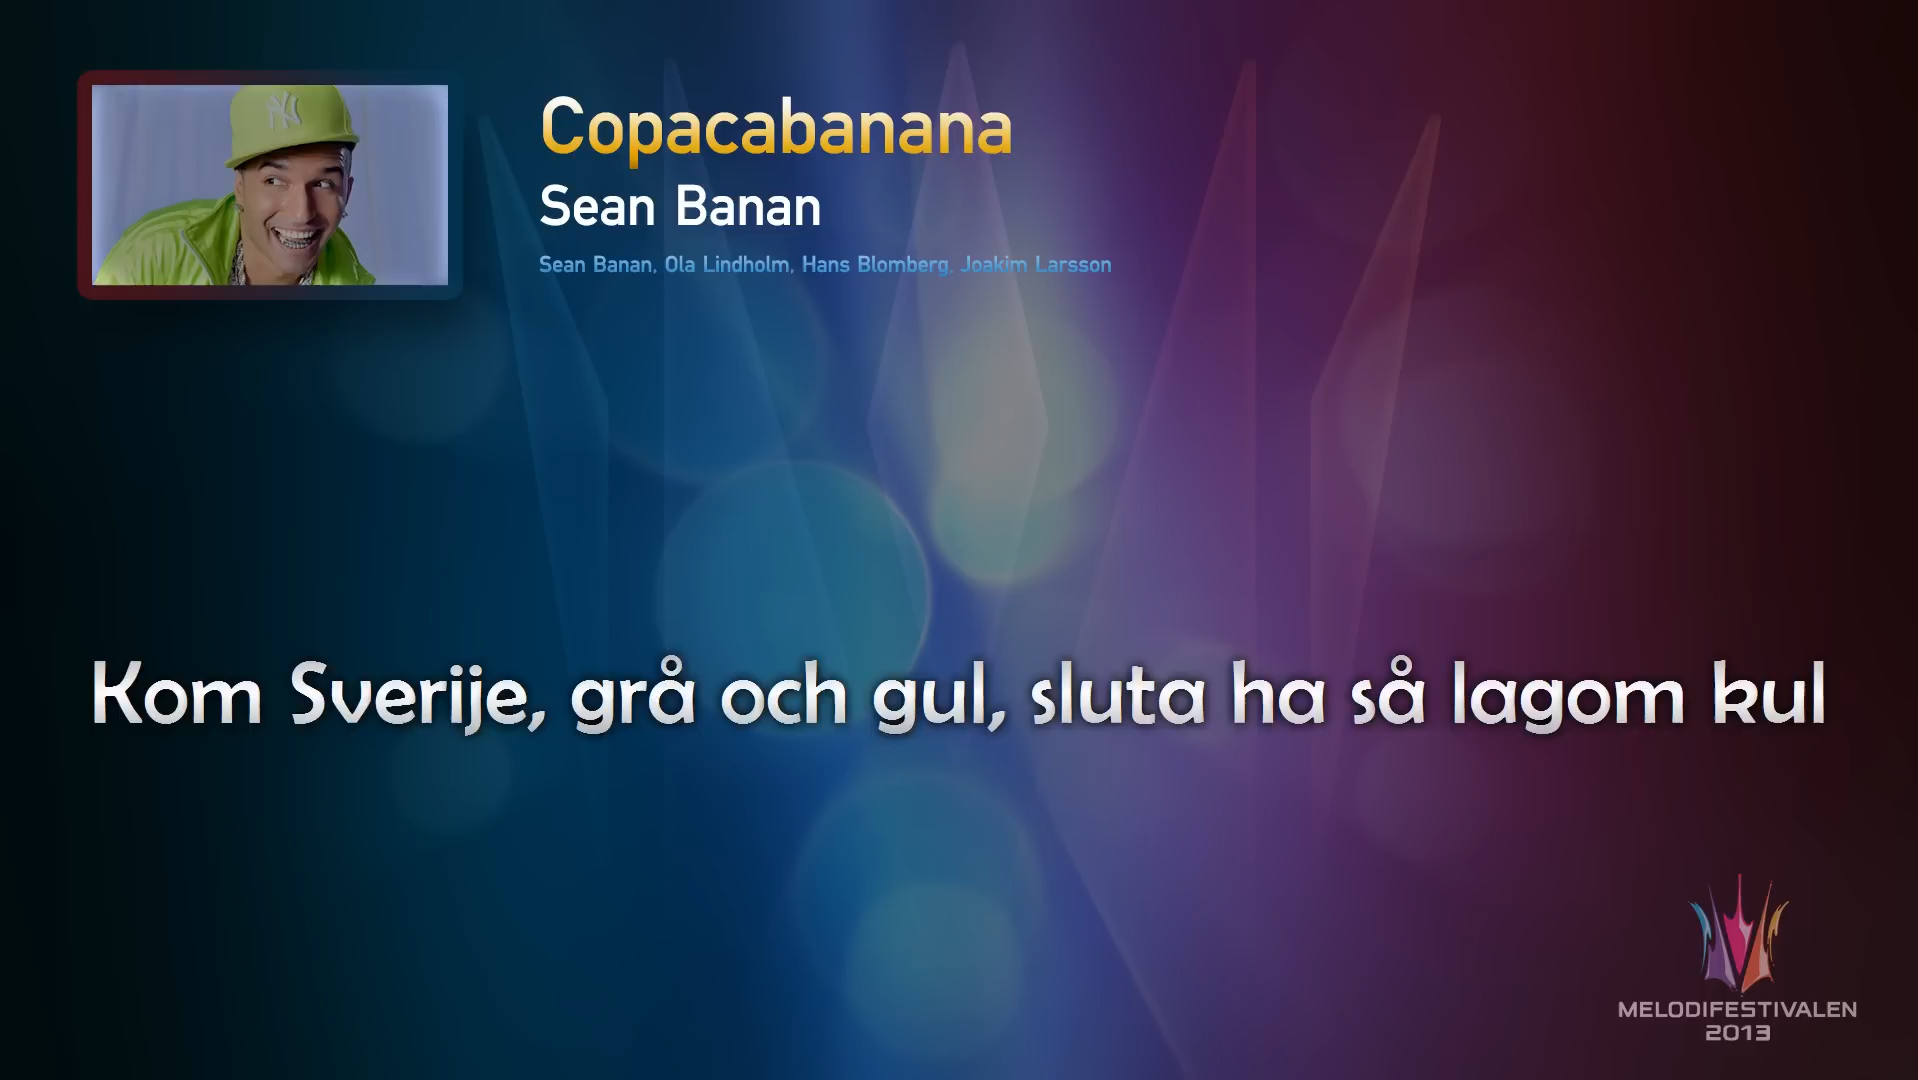 NY
Copacabanana
Sean Banan
Sean Banan, Ola Lindholm, Hans Blomberg, Joakim Larsson
Kom Sverije, grå och gul, sluta ha så lagom kul
MELODIFESTIVALEN
2013